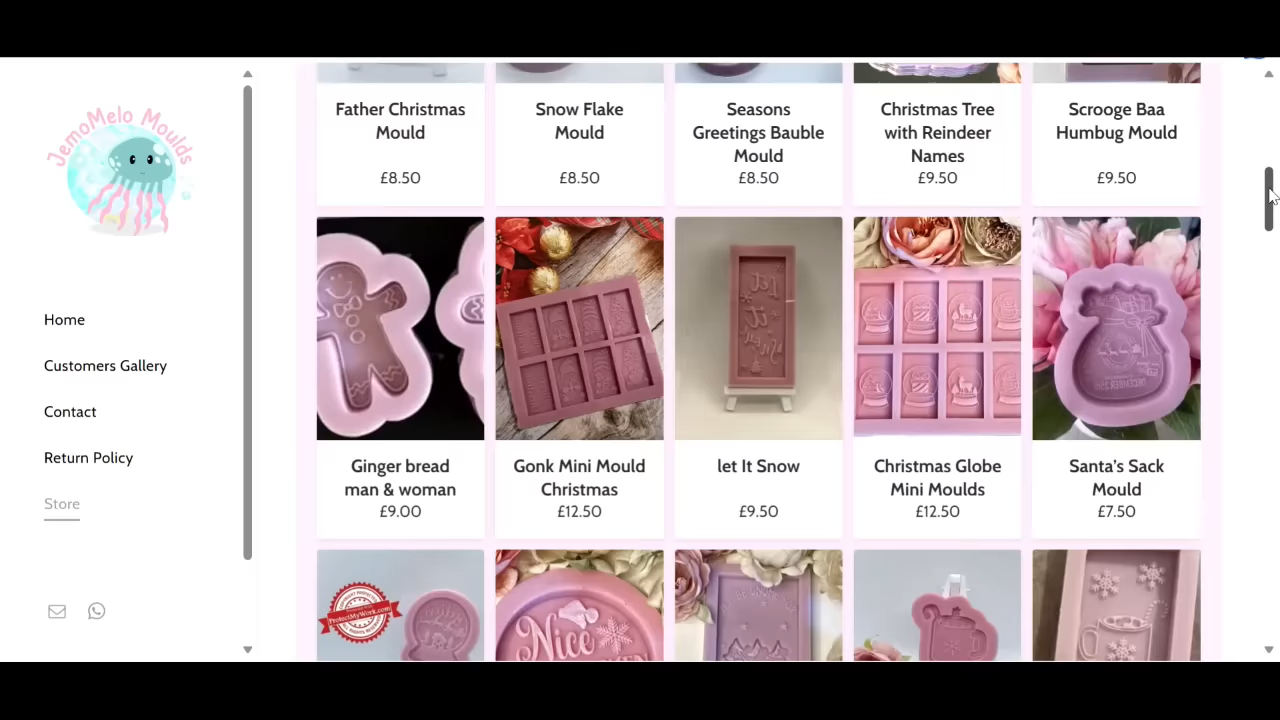 JemoMelo Moulds
Home
Customers Gallery
Contact
Return Policy
Store
Father Christmas
Mould
£8.50
Snow Flake
Mould
£8.50
Seasons
Greetings Bauble
Mould
£8.50
Christmas Tree
with Reindeer
Names
£9.50
Scrooge Baa
Humbug Mould
£9.50
Ginger bread
man & woman
£9.00
Gonk Mini Mould
Christmas
£12.50
let It Snow
£9.50
Christmas Globe
Mini Moulds
£12.50
Santa’s Sack
Mould
£7.50
ProtectMyWork.com
Nice